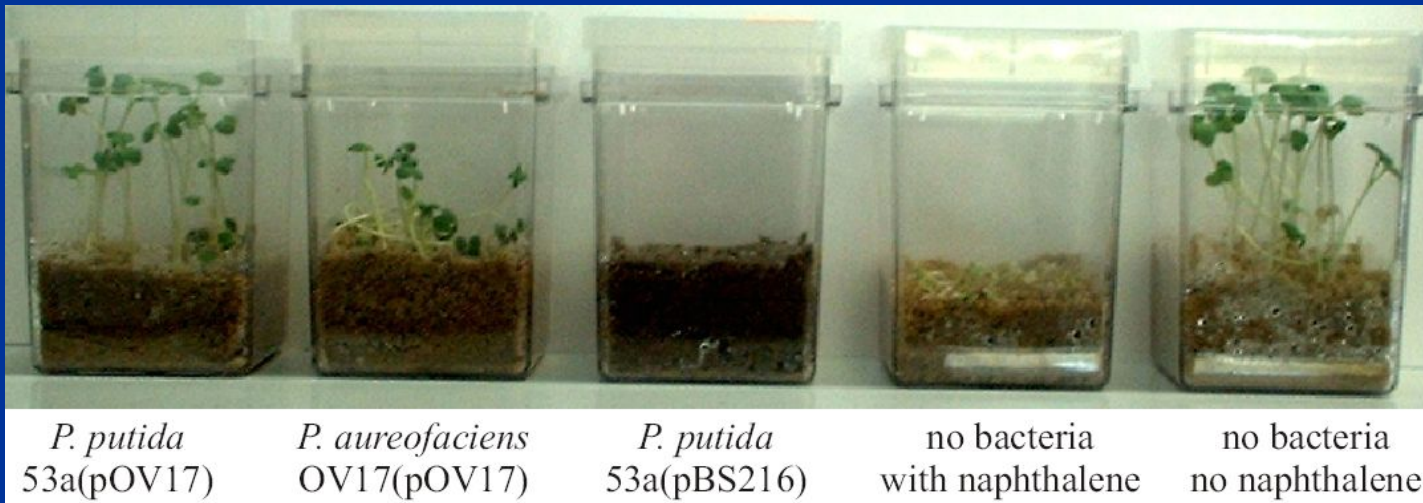 P. putida
53a(pOV17)
P. aureofaciens
OV17(pOV17)
P. putida
53a(pBS216)
no bacteria
with naphthalene
no bacteria
no naphthalene